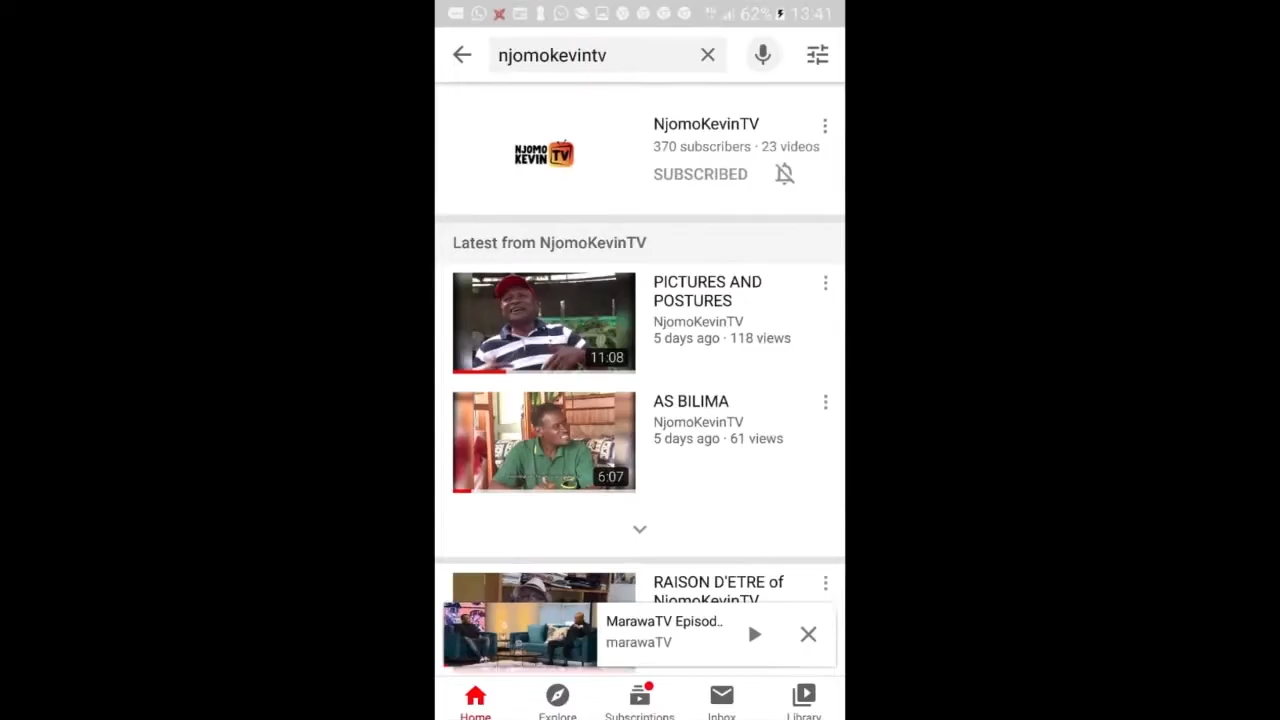 62% 13:41
njomokevintv
NJOMO
KEVIN TV
NjomoKevinTV
370 subscribers · 23 videos
SUBSCRIBED
Latest from NjomoKevinTV
PICTURES AND
POSTURES
NjomoKevinTV
5 days ago · 118 views
11:08
AS BILIMA
NjomoKevinTV
5 days ago · 61 views
6:07
RAISON D'ETRE of
NjomoKevinTV
MarawaTV Episod..
marawaTV
Home Explore Subscriptions Inbox Library